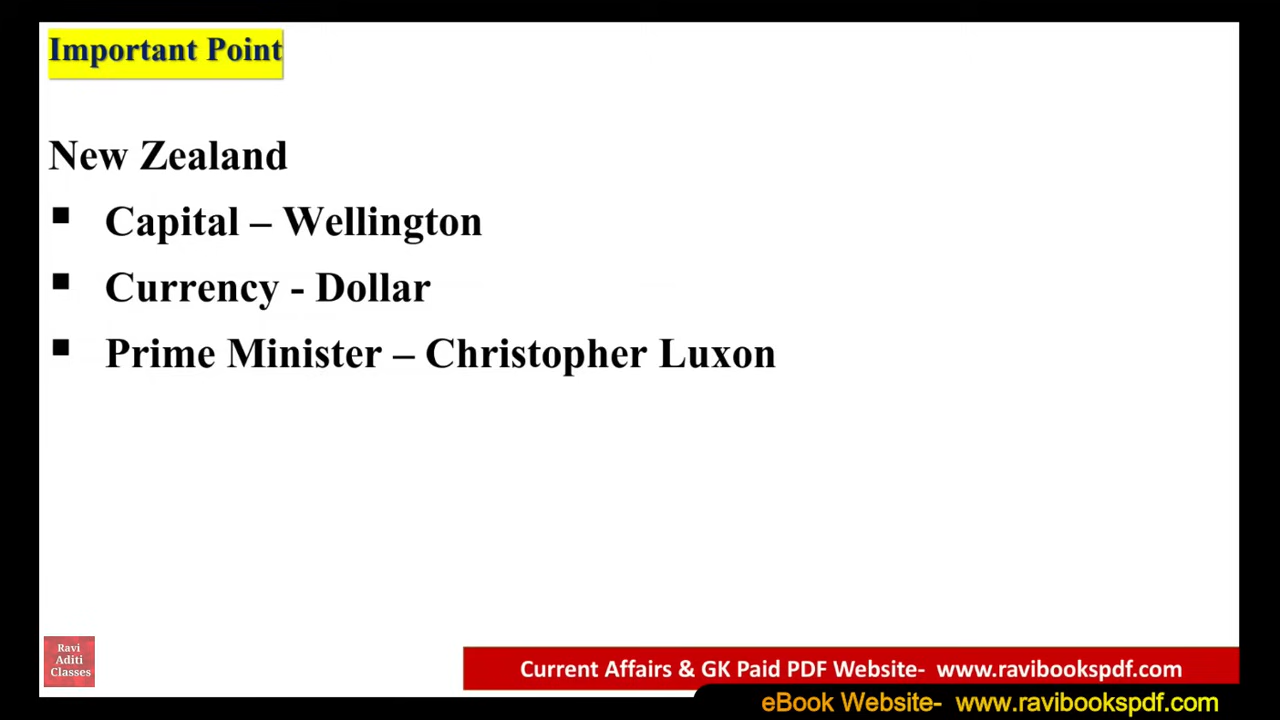 Important Point
New Zealand
▪ Capital – Wellington
▪ Currency - Dollar
▪ Prime Minister – Christopher Luxon
Ravi
Aditi
Classes
Current Affairs & GK Paid PDF Website- www.ravibookspdf.com
eBook Website- www.ravibookspdf.com